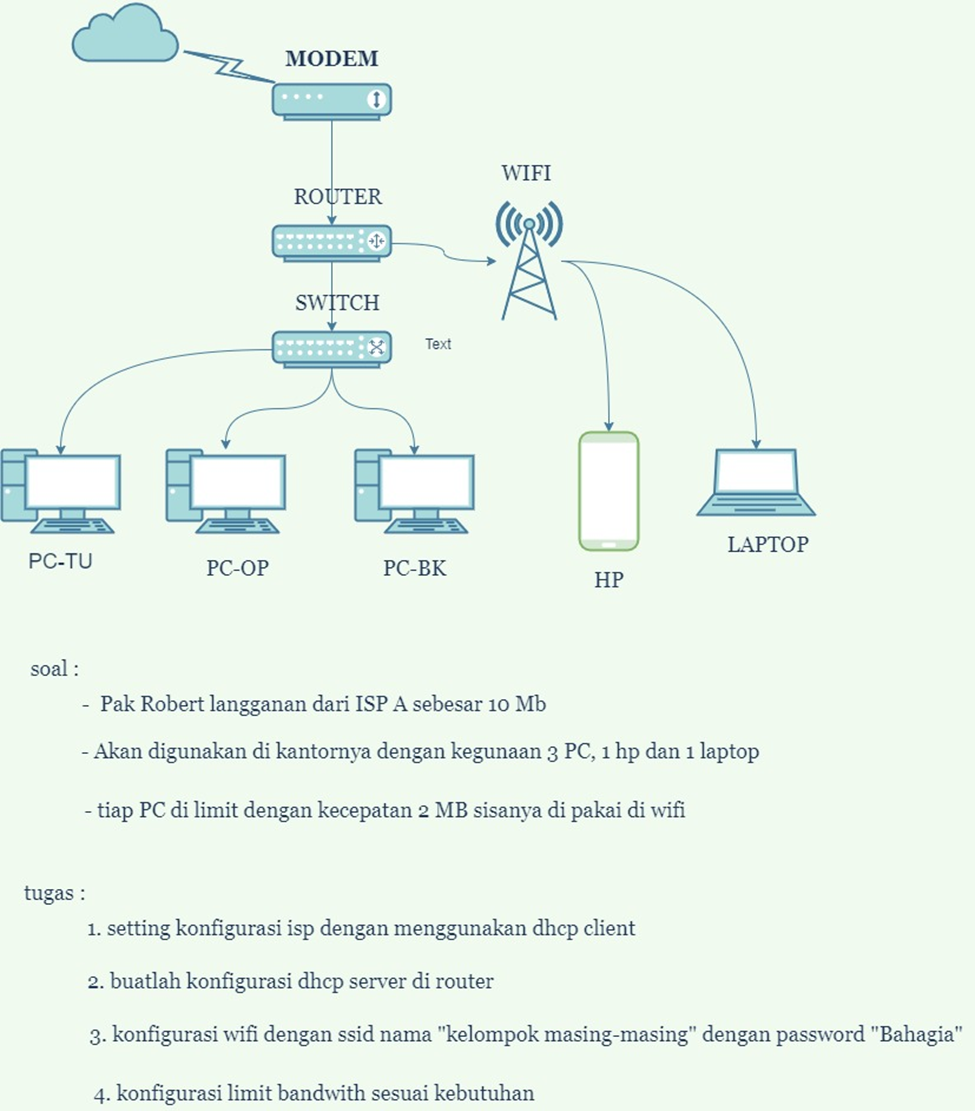 MODEM
WIFI
ROUTER
SWITCH
Text
PC-TU
PC-OP
PC-BK
HP
LAPTOP
soal :
- Pak Robert langganan dari ISP A sebesar 10 Mb
- Akan digunakan di kantornya dengan kegunaan 3 PC, 1 hp dan 1 laptop
- tiap PC di limit dengan kecepatan 2 MB sisanya di pakai di wifi
tugas :
1. setting konfigurasi isp dengan menggunakan dhcp client
2. buatlah konfigurasi dhcp server di router
3. konfigurasi wifi dengan ssid nama "kelompok masing-masing" dengan password "Bahagia"
4. konfigurasi limit bandwith sesuai kebutuhan